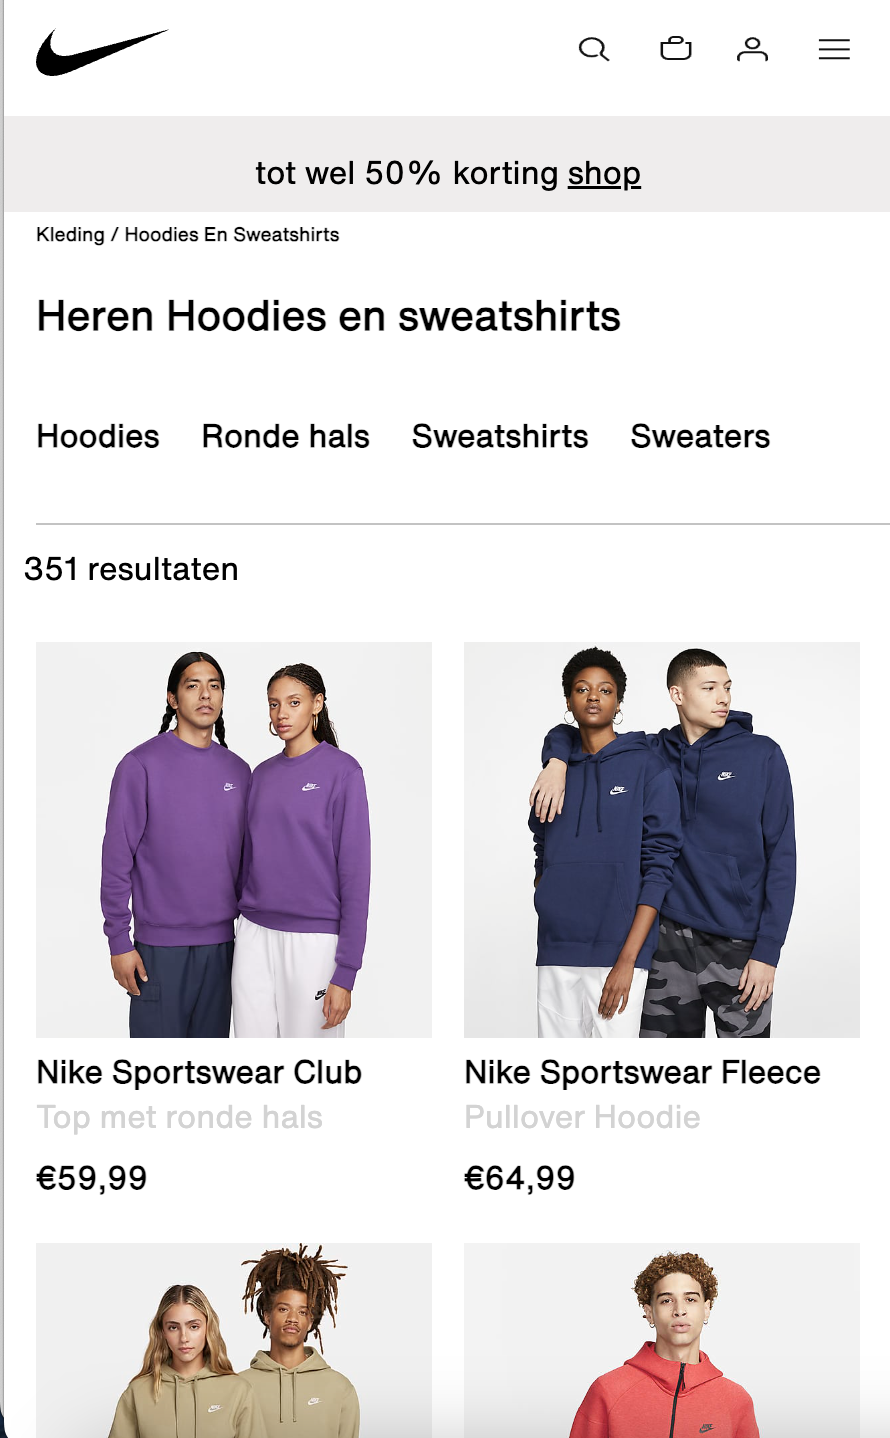 tot wel 50% korting shop
Kleding / Hoodies En Sweatshirts
Heren Hoodies en sweatshirts
Hoodies Ronde hals Sweatshirts Sweaters
351 resultaten
Nike Sportswear Club
Top met ronde hals
€59,99
Nike Sportswear Fleece
Pullover Hoodie
€64,99